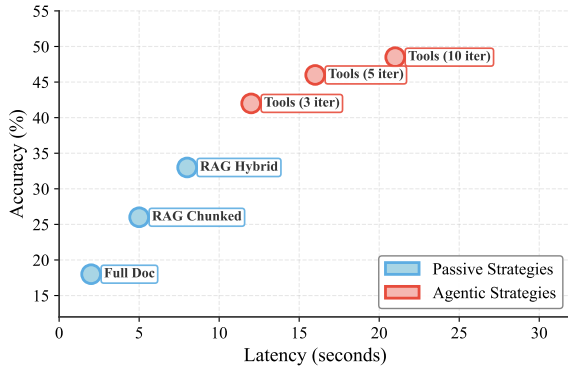 55
50
45
40
35
30
25
20
15
Accuracy (%)
Tools (10 iter)
Tools (5 iter)
Tools (3 iter)
RAG Hybrid
RAG Chunked
Full Doc
Passive Strategies
Agentic Strategies
0 5 10 15 20 25 30
Latency (seconds)